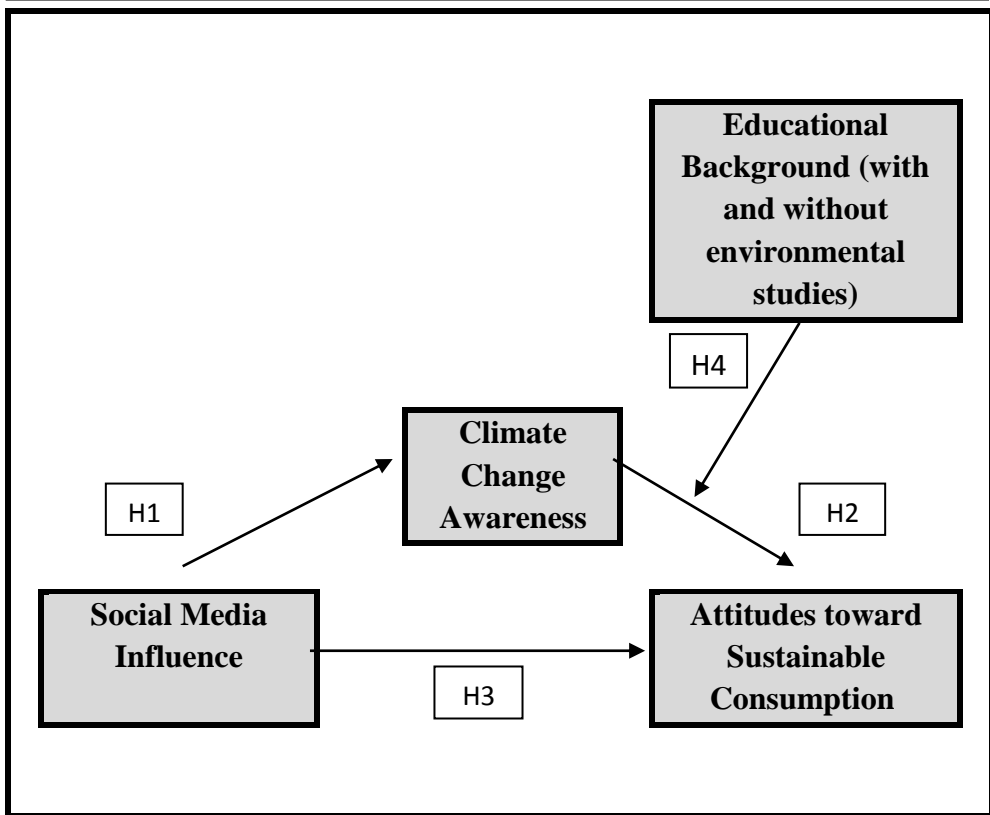 Educational
Background (with
and without
environmental
studies)
H4
Climate
Change
Awareness
H1
H2
Social Media
Influence
Attitudes toward
Sustainable
Consumption
H3